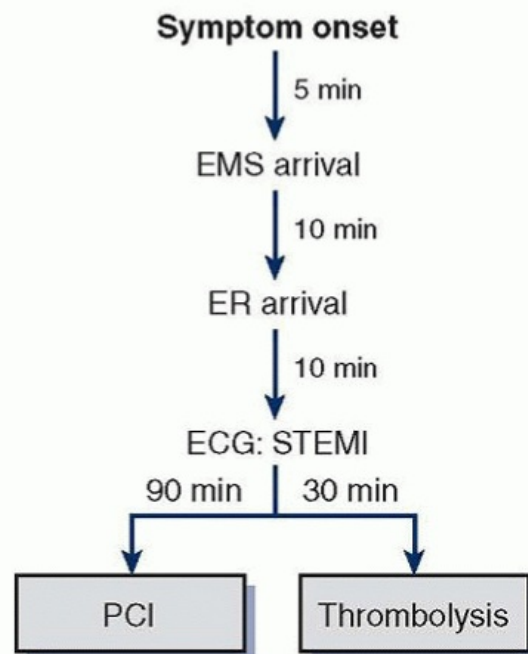 Symptom onset
5 min
EMS arrival
10 min
ER arrival
10 min
ECG: STEMI
90 min 30 min
PCI Thrombolysis